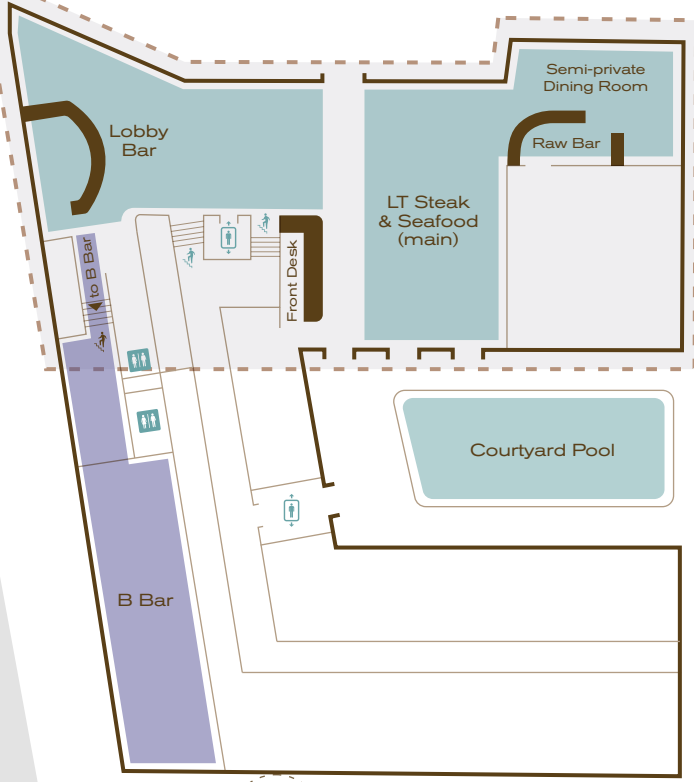 Semi-private
Dining Room
Lobby
Bar
Raw Bar
LT Steak
& Seafood
(main)
to B Bar
Front Desk
Courtyard Pool
B Bar